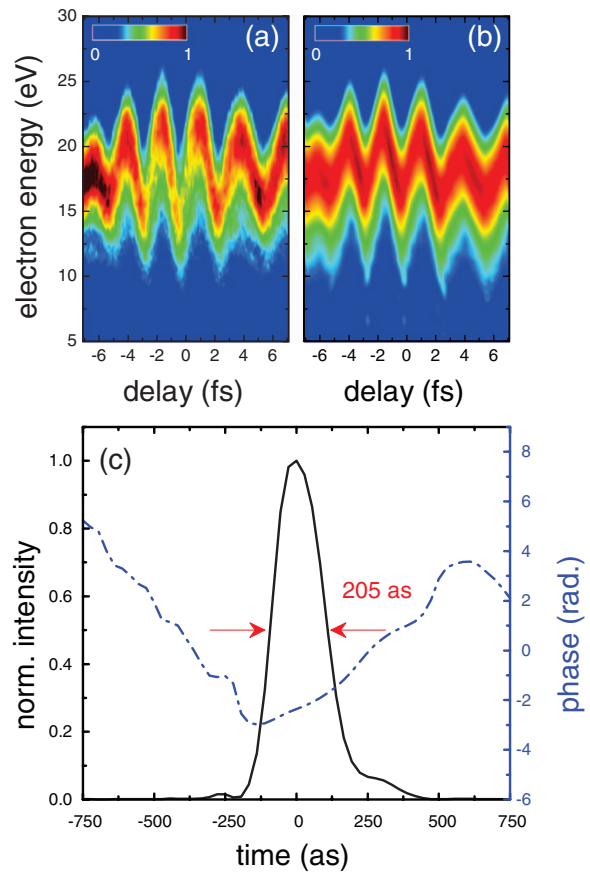 30
25
20
15
10
5
electron energy (eV)
0 1 (a)
0 1 (b)
-6 -4 -2 0 2 4 6
-6 -4 -2 0 2 4 6
delay (fs)
delay (fs)
(c)
1.0
0.8
0.6
0.4
0.2
0.0
norm. intensity
205 as
8
6
4
2
0
-2
-4
-6
phase (rad.)
-750 -500 -250 0 250 500 750
time (as)